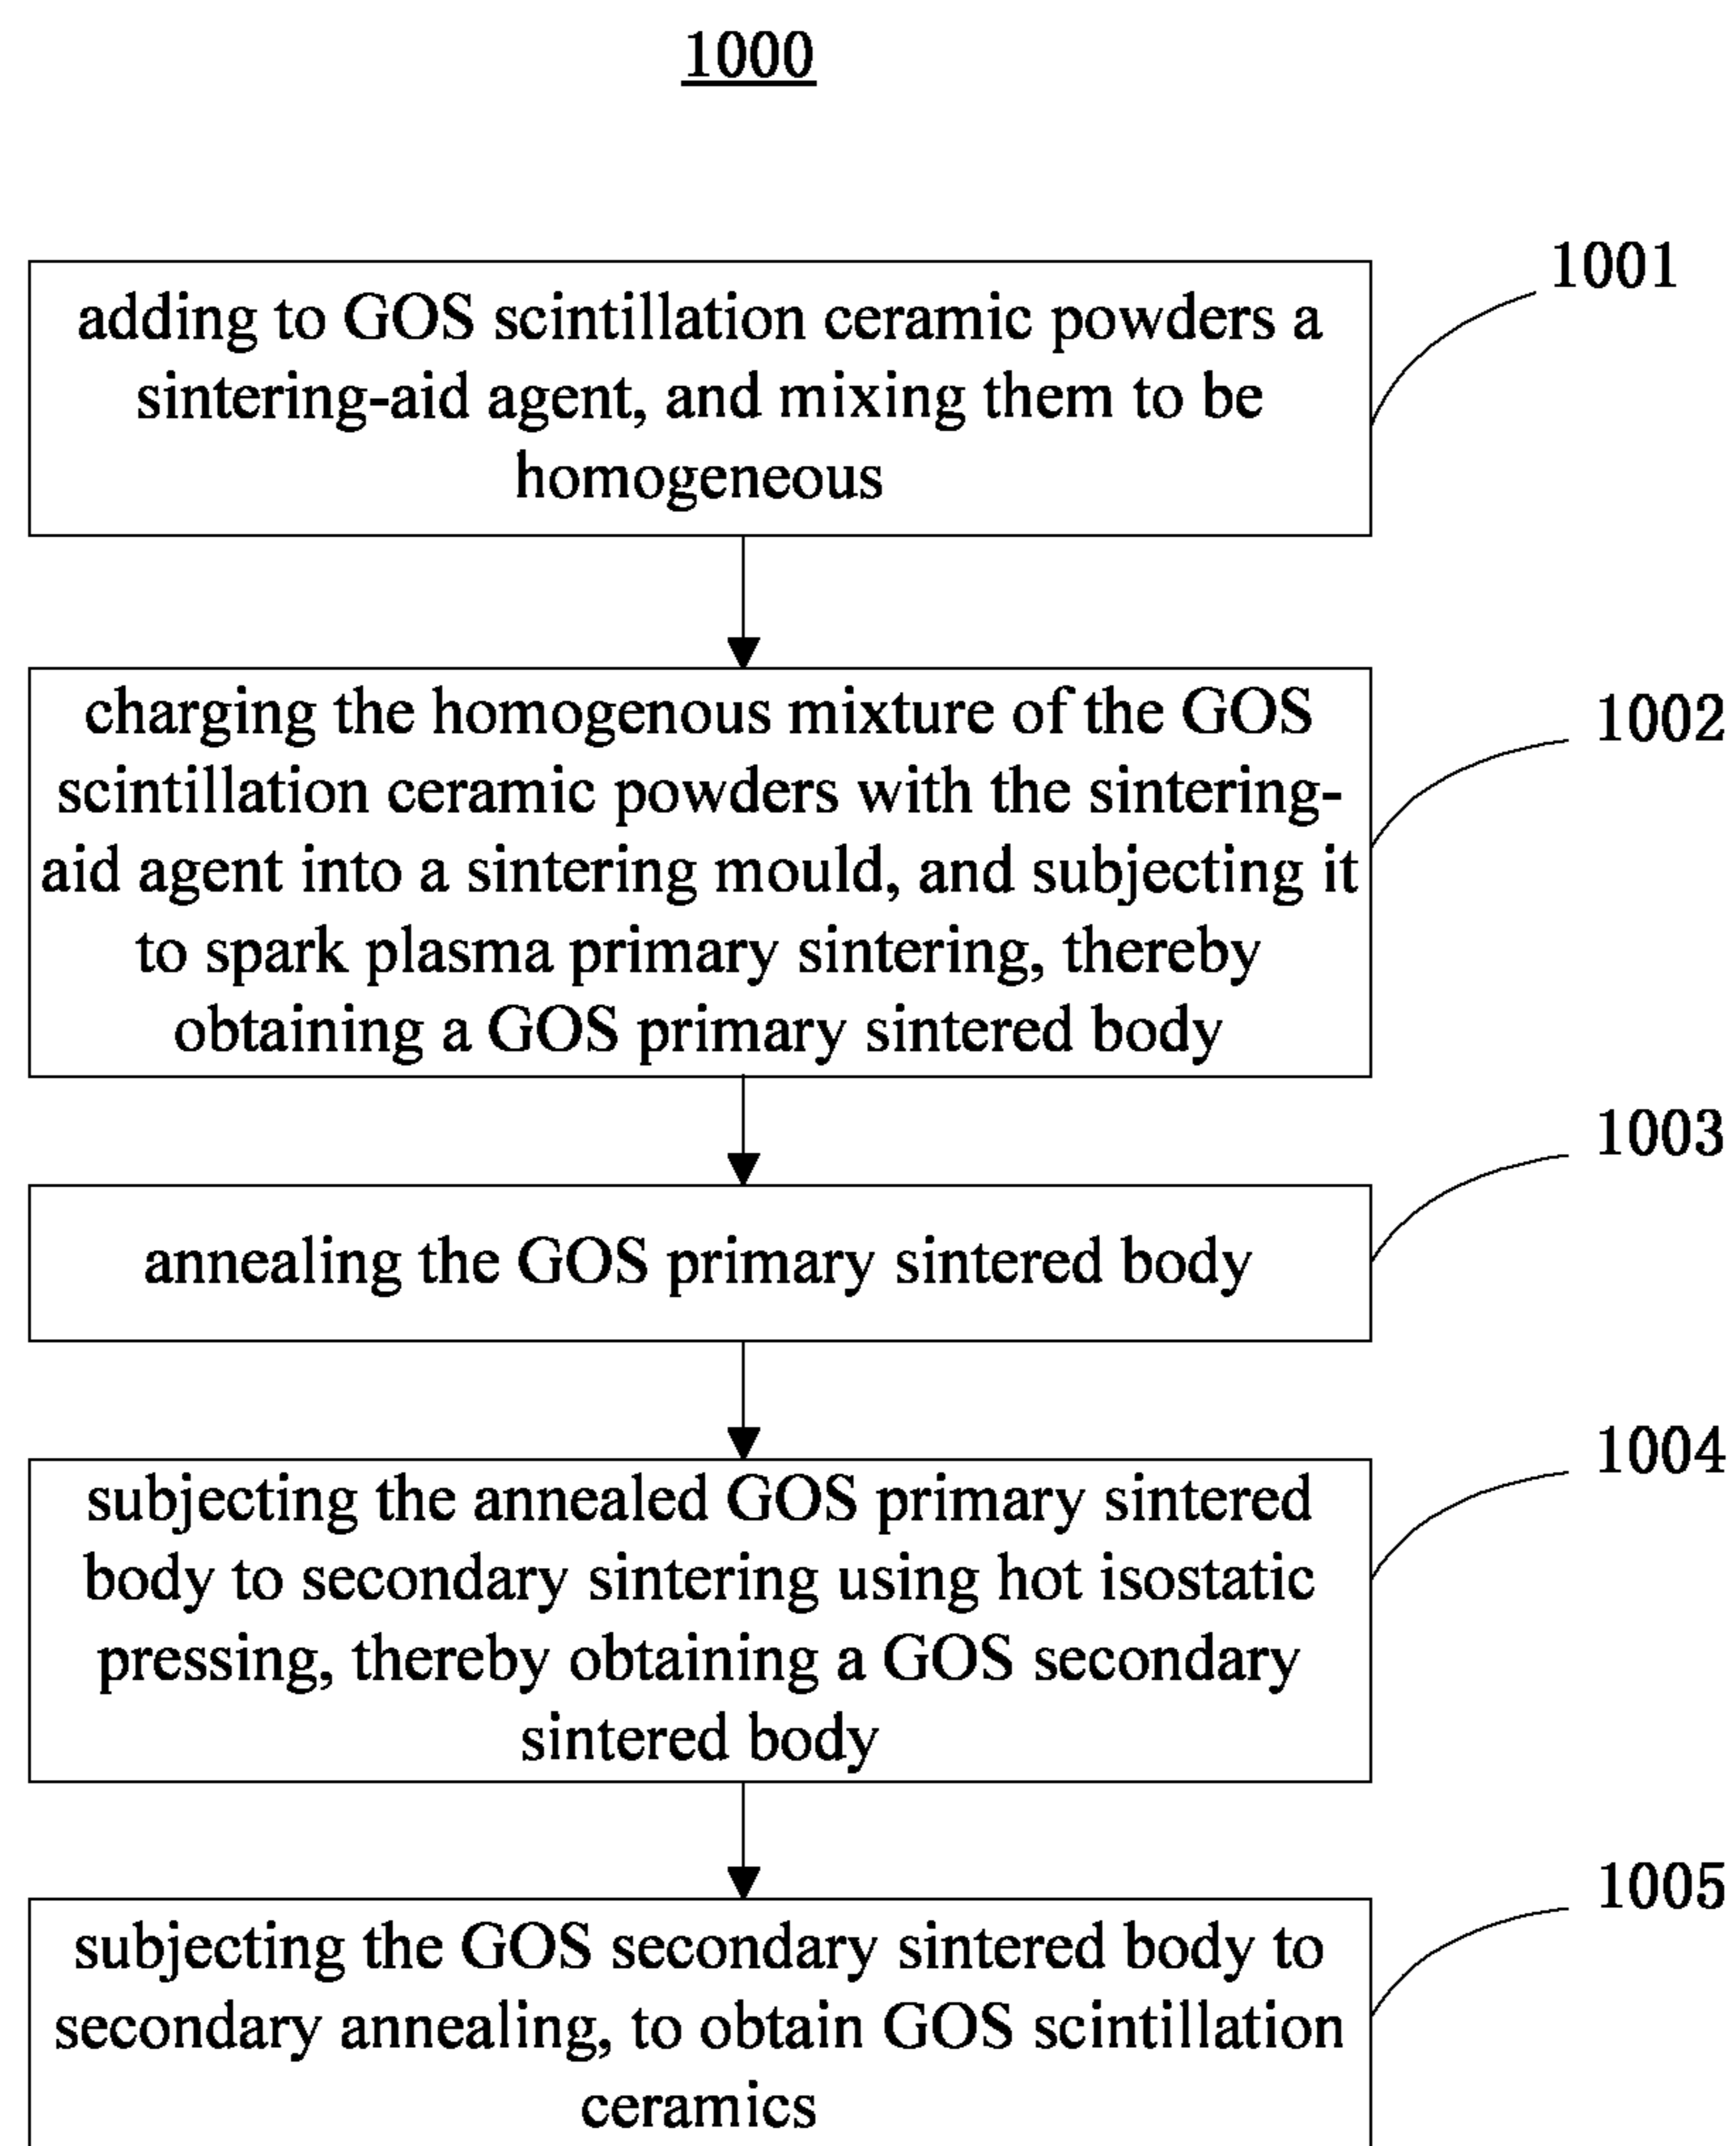 1000
1001
adding to GOS scintillation ceramic powders a
sintering-aid agent, and mixing them to be
homogeneous
1002
charging the homogenous mixture of the GOS
scintillation ceramic powders with the sintering-
aid agent into a sintering mould, and subjecting it
to spark plasma primary sintering, thereby
obtaining a GOS primary sintered body
1003
annealing the GOS primary sintered body
1004
subjecting the annealed GOS primary sintered
body to secondary sintering using hot isostatic
pressing, thereby obtaining a GOS secondary
sintered body
1005
subjecting the GOS secondary sintered body to
secondary annealing, to obtain GOS scintillation
ceramics